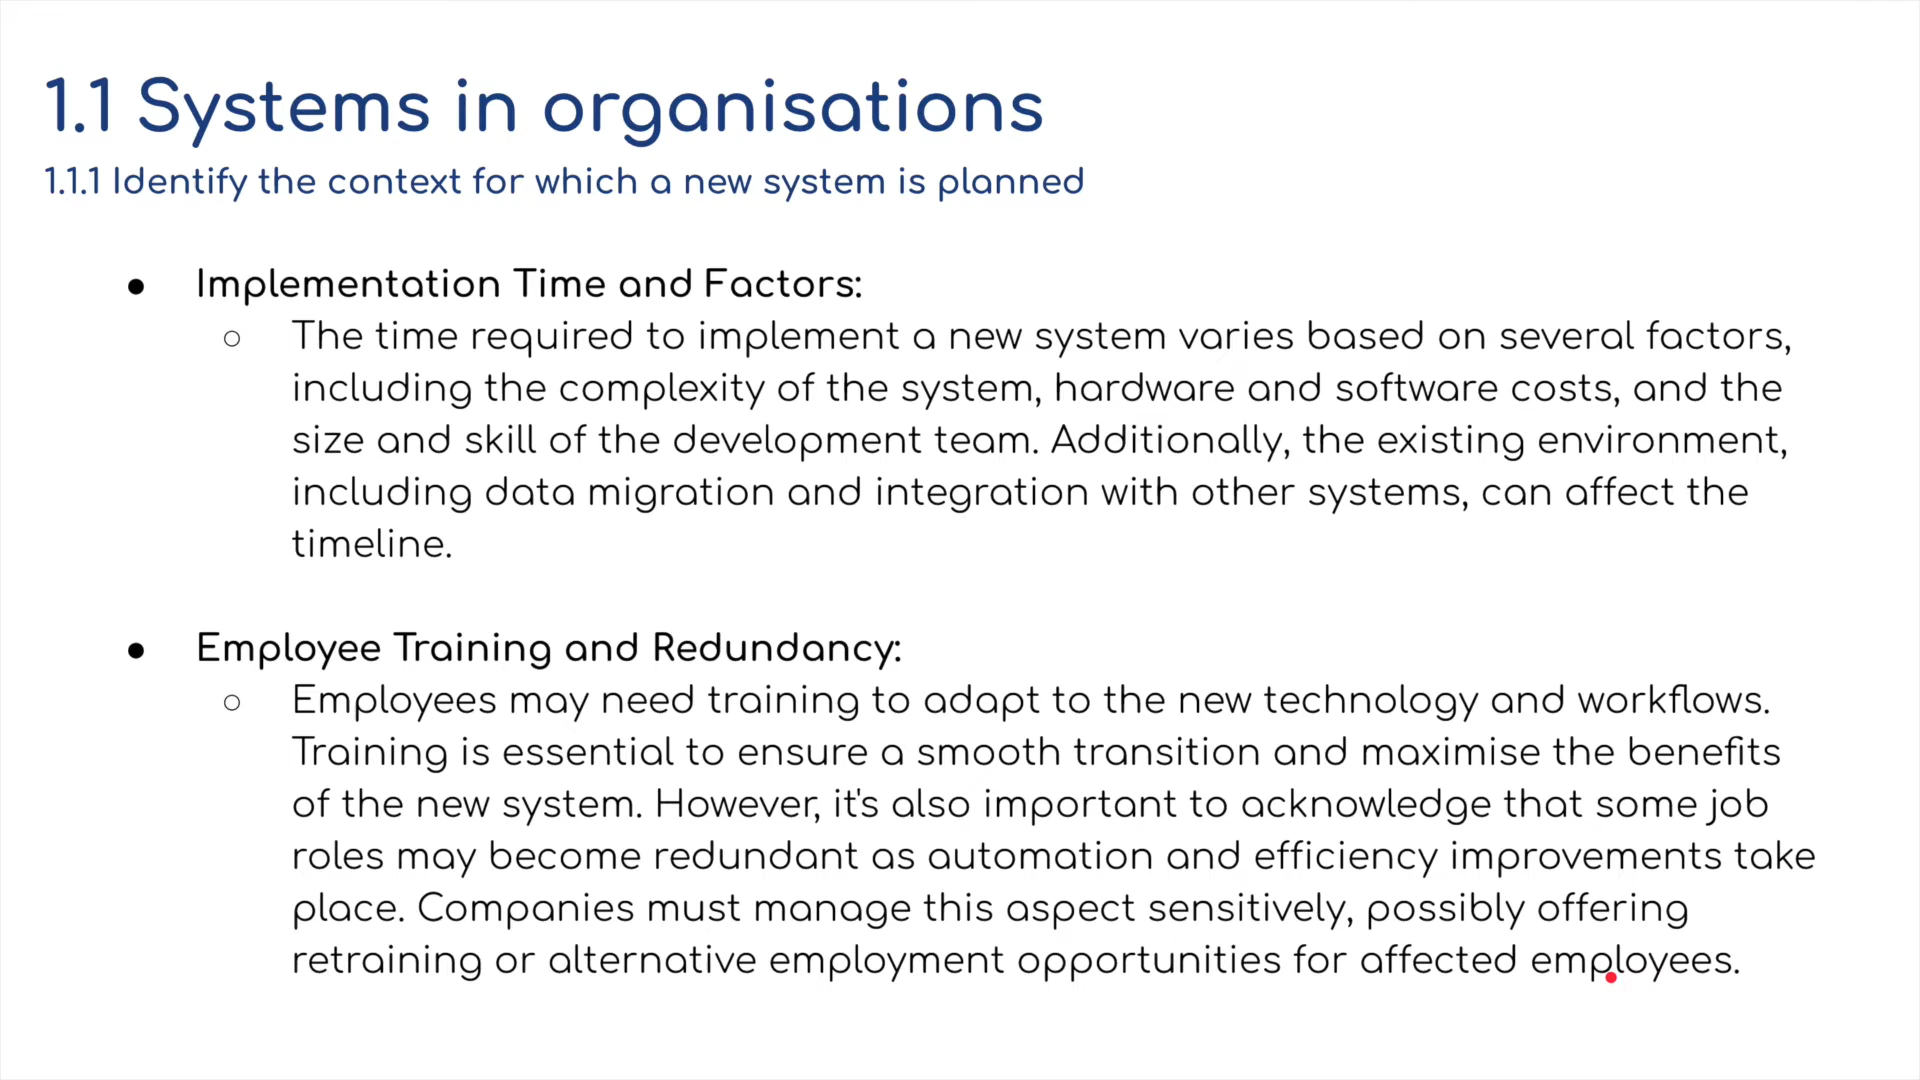 1.1 Systems in organisations
1.1.1 Identify the context for which a new system is planned
● Implementation Time and Factors:
○ The time required to implement a new system varies based on several factors,
including the complexity of the system, hardware and software costs, and the
size and skill of the development team. Additionally, the existing environment,
including data migration and integration with other systems, can affect the
timeline.
● Employee Training and Redundancy:
○ Employees may need training to adapt to the new technology and workflows.
Training is essential to ensure a smooth transition and maximise the benefits
of the new system. However, it's also important to acknowledge that some job
roles may become redundant as automation and efficiency improvements take
place. Companies must manage this aspect sensitively, possibly offering
retraining or alternative employment opportunities for affected employees.